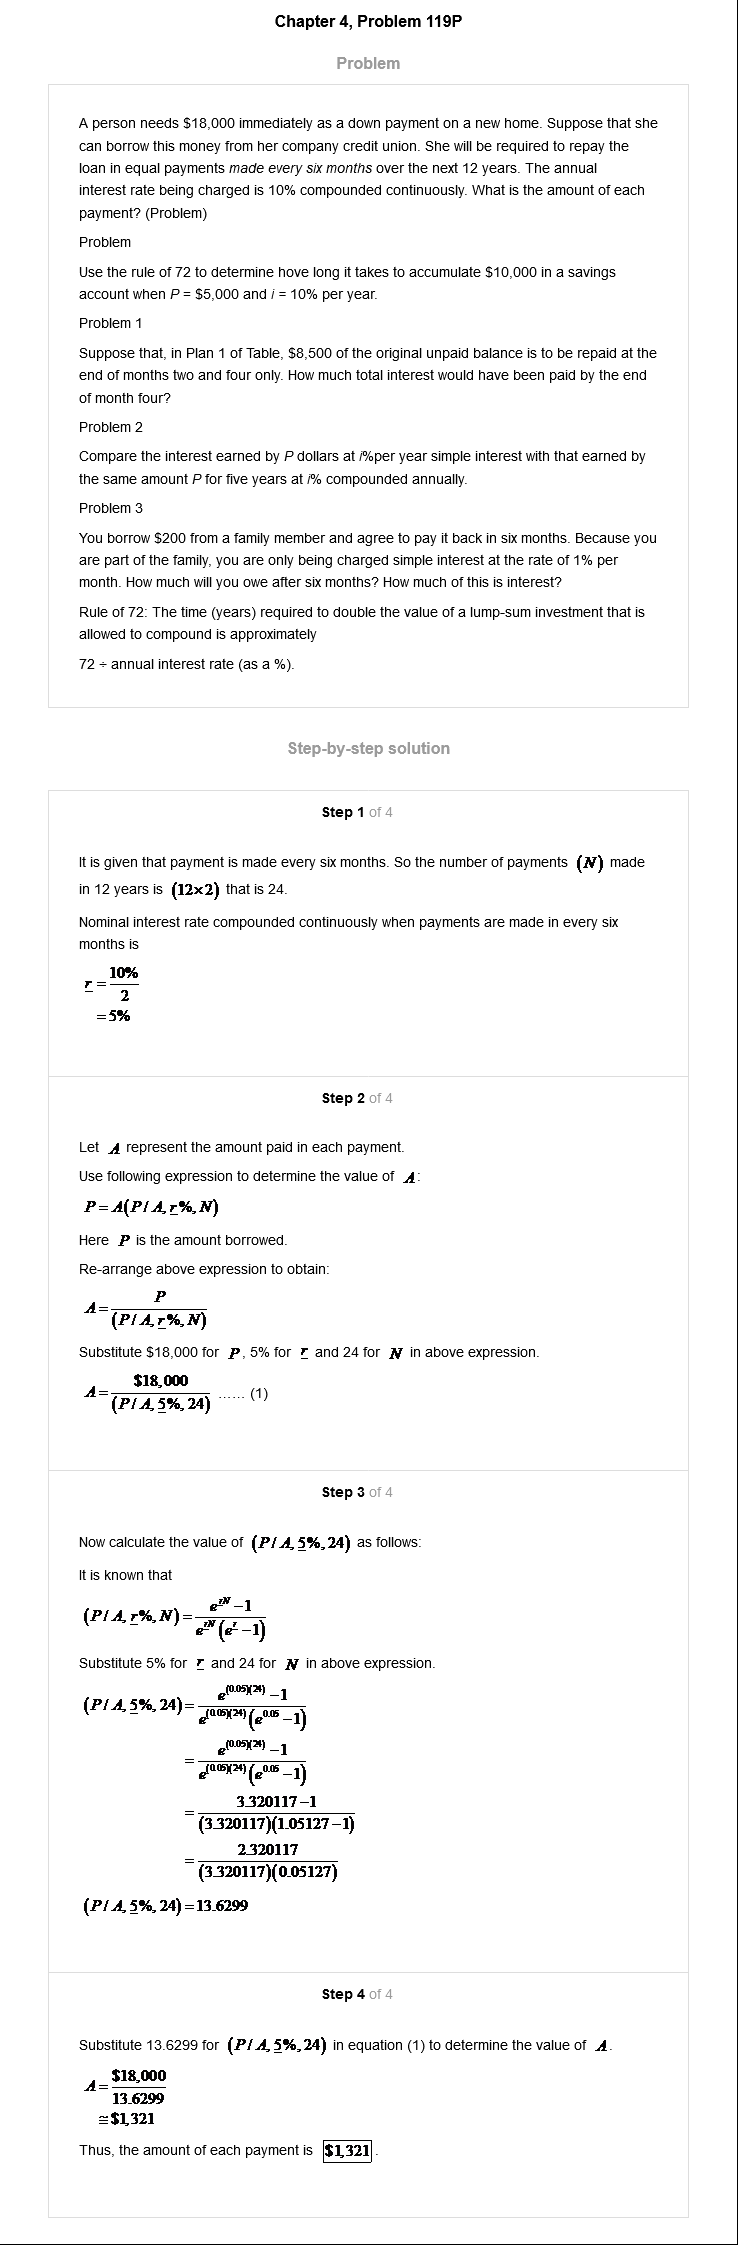 Chapter 4, Problem 119P
Problem
A person needs $18,000 immediately as a down payment on a new home. Suppose that she
can borrow this money from her company credit union. She will be required to repay the
loan in equal payments made every six months over the next 12 years. The annual
interest rate being charged is 10% compounded continuously. What is the amount of each
payment? (Problem)
Problem
Use the rule of 72 to determine hove long it takes to accumulate $10,000 in a savings
account when P = $5,000 and i = 10% per year.
Problem 1
Suppose that, in Plan 1 of Table, $8,500 of the original unpaid balance is to be repaid at the
end of months two and four only. How much total interest would have been paid by the end
of month four?
Problem 2
Compare the interest earned by P dollars at i%per year simple interest with that earned by
the same amount P for five years at i% compounded annually.
Problem 3
You borrow $200 from a family member and agree to pay it back in six months. Because you
are part of the family, you are only being charged simple interest at the rate of 1% per
month. How much will you owe after six months? How much of this is interest?
Rule of 72: The time (years) required to double the value of a lump-sum investment that is
allowed to compound is approximately
72 ÷ annual interest rate (as a %).
Step-by-step solution
Step 1 of 4
It is given that payment is made every six months. So the number of payments (N) made
in 12 years is (12×2) that is 24.
Nominal interest rate compounded continuously when payments are made in every six
months is
r = 10% / 2
= 5%
Step 2 of 4
Let A represent the amount paid in each payment.
Use following expression to determine the value of A:
P = A(P/A, r%, N)
Here P is the amount borrowed.
Re-arrange above expression to obtain:
A = P / (P/A, r%, N)
Substitute $18,000 for P, 5% for r and 24 for N in above expression.
A = $18,000 / (P/A, 5%, 24) ...... (1)
Step 3 of 4
Now calculate the value of (P/A, 5%, 24) as follows:
It is known that
(P/A, r%, N) = e^{rN} −1 / e^{rN}(e^{r} −1)
Substitute 5% for r and 24 for N in above expression.
(P/A, 5%, 24) = e^{(0.05)(24)} −1 / e^{(0.05)(24)}(e^{0.05} −1)
= e^{(0.05)(24)} −1 / e^{(0.05)(24)}(e^{0.05} −1)
= 3.320117−1 / (3.320117)(1.05127−1)
= 2.320117 / (3.320117)(0.05127)
(P/A, 5%, 24) = 13.6299
Step 4 of 4
Substitute 13.6299 for (P/A, 5%, 24) in equation (1) to determine the value of A.
A = $18,000 / 13.6299
≅ $1,321
Thus, the amount of each payment is $1,321.